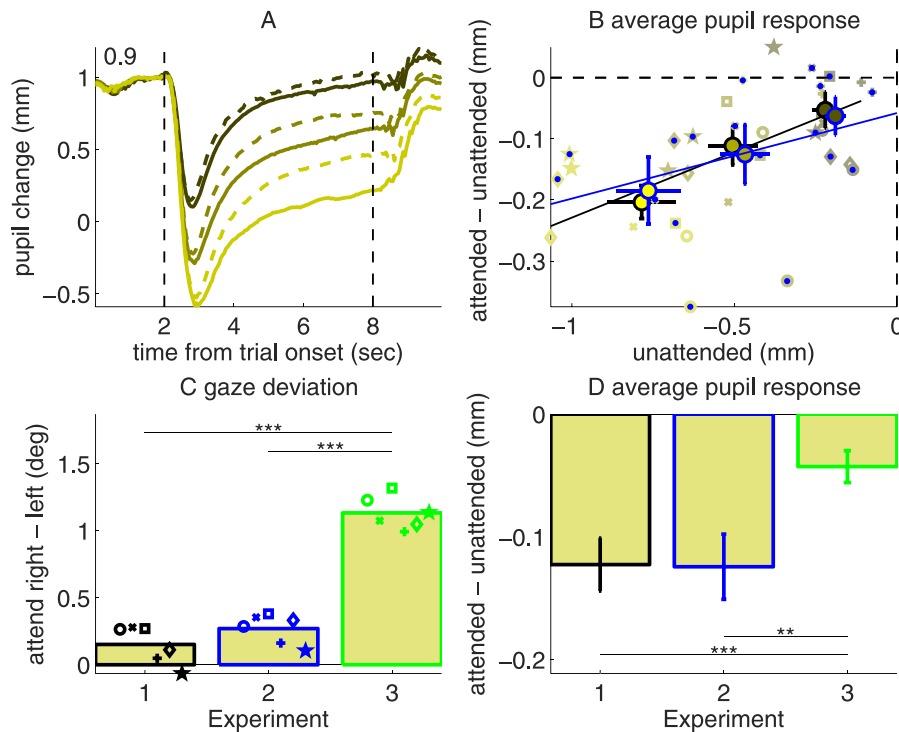 A
0.9
1
0.5
0
−0.5
pupil change (mm)
0
2
4
6
8
time from trial onset (sec)
B average pupil response
0
−0.1
−0.2
−0.3
attended − unattended (mm)
−1
−0.5
0
unattended (mm)
C gaze deviation
***
***
1.5
1
0.5
0
attend right − left (deg)
1
2
3
Experiment
D average pupil response
0
−0.1
−0.2
attended − unattended (mm)
**
***
1
2
3
Experiment